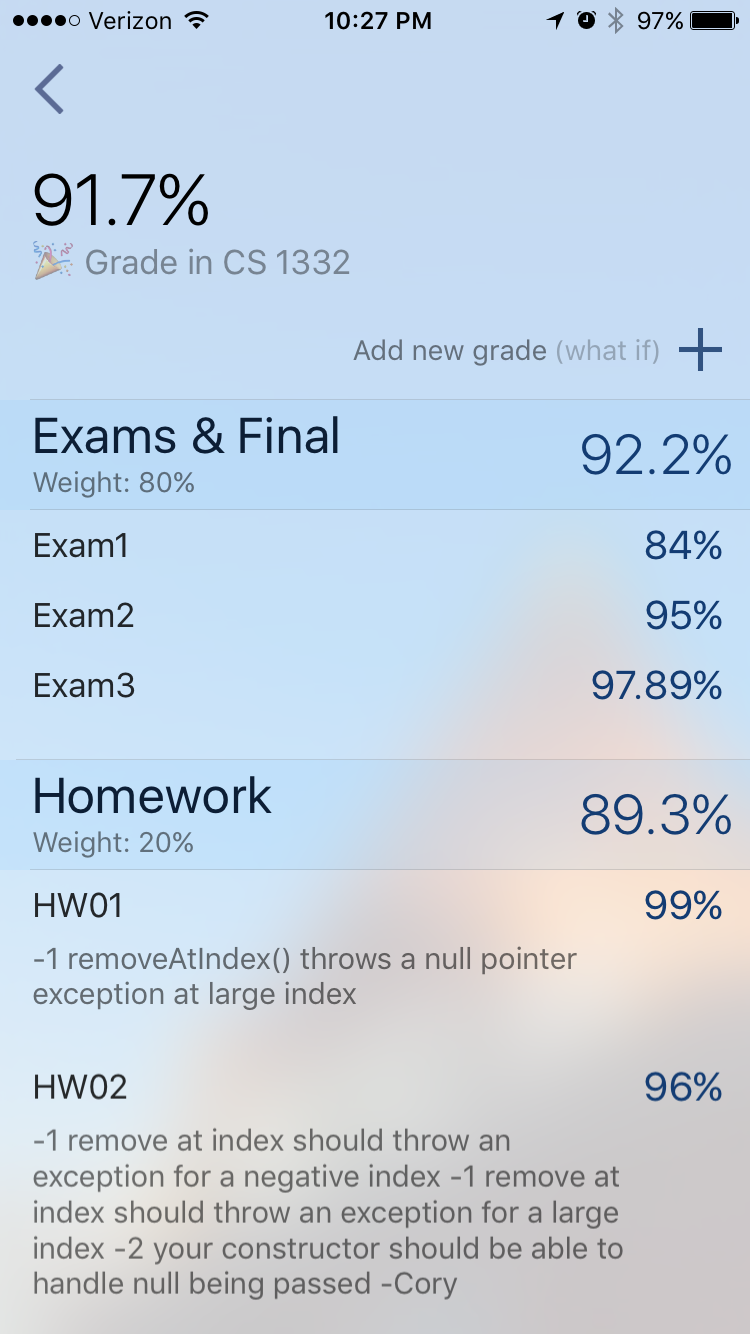 Verizon 10:27 PM 97%
91.7%
🎉 Grade in CS 1332
Add new grade (what if) +
Exams & Final 92.2%
Weight: 80%
Exam1 84%
Exam2 95%
Exam3 97.89%
Homework 89.3%
Weight: 20%
HW01 99%
-1 removeAtIndex() throws a null pointer
exception at large index
HW02 96%
-1 remove at index should throw an
exception for a negative index -1 remove at
index should throw an exception for a large
index -2 your constructor should be able to
handle null being passed -Cory